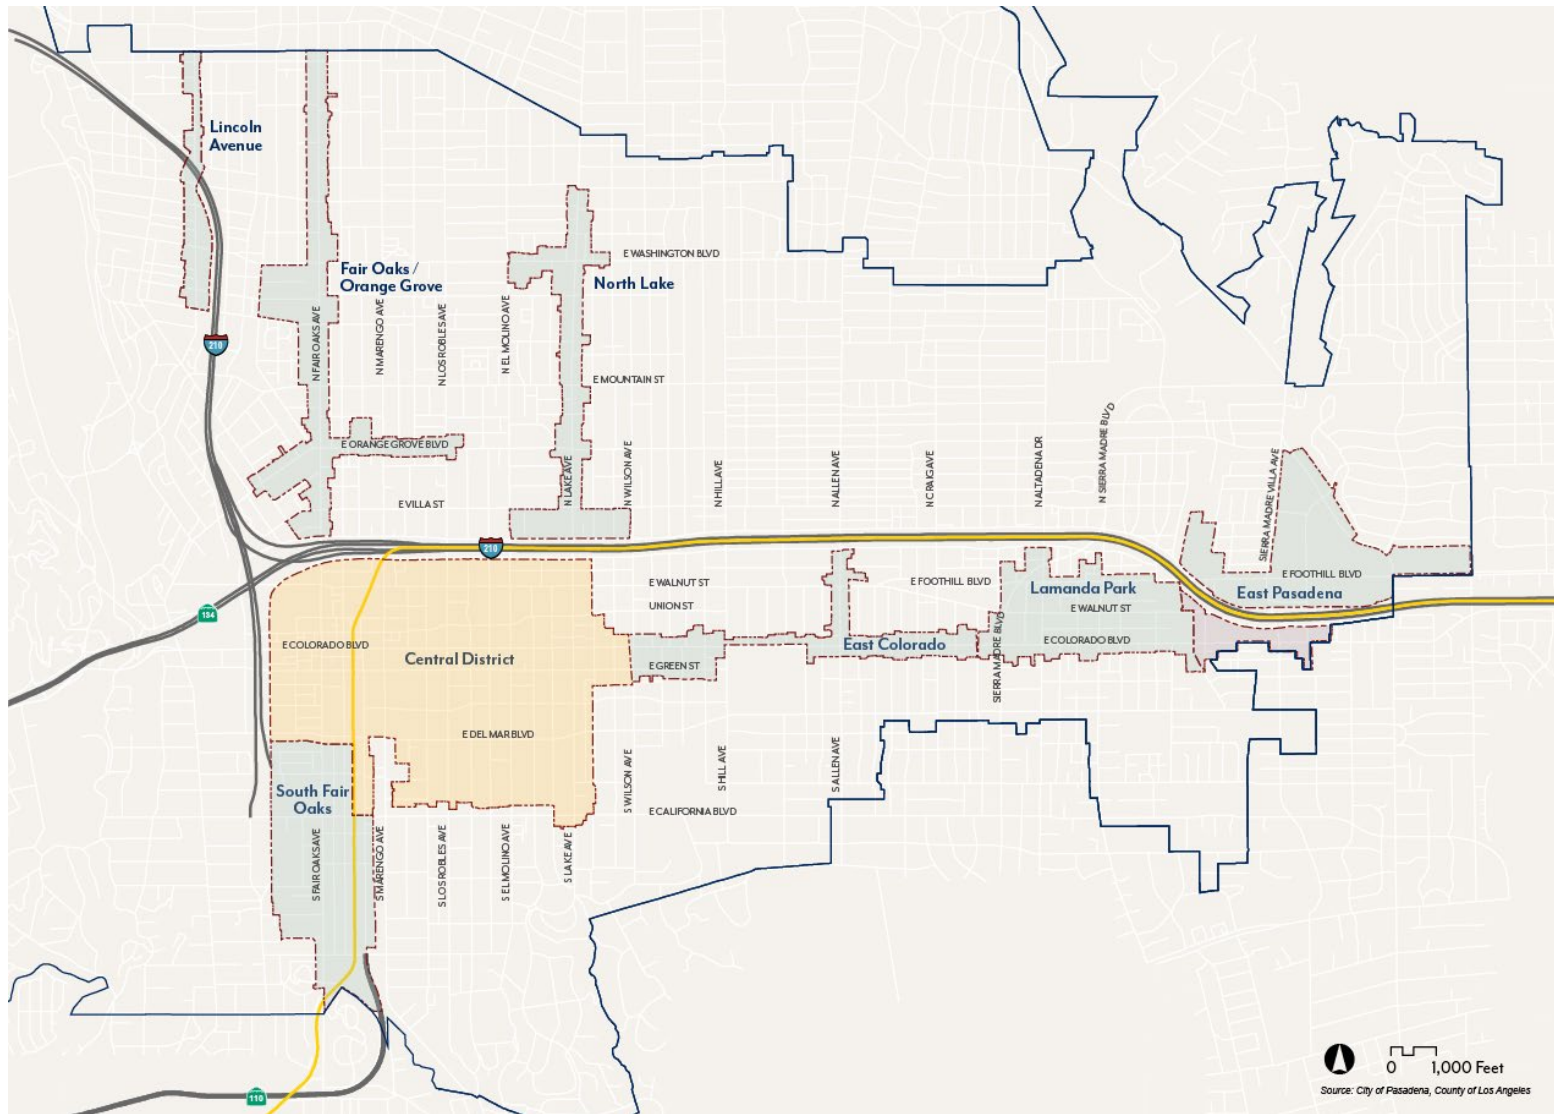 Lincoln
Avenue
Fair Oaks /
Orange Grove
North Lake
E WASHINGTON BLVD
N FAIR OAKS AVE
N MARENGO AVE
N LOS ROBLES AVE
N EL MOLINO AVE
210
E MOUNTAIN ST
E ORANGE GROVE BLVD
N LAKE AVE
N WILSON AVE
N HILL AVE
N ALLEN AVE
N CRAIG AVE
N ALTADENA DR
N SIERRA MADRE BLVD
SIERRA MADRE VILLA AVE
E VILLA ST
210
E WALNUT ST
E FOOTHILL BLVD
E FOOTHILL BLVD
Lamanda Park
East Pasadena
UNION ST
E WALNUT ST
134
E COLORADO BLVD
Central District
East Colorado
E COLORADO BLVD
SIERRA MADRE BLVD
E GREEN ST
E DEL MAR BLVD
South Fair
Oaks
S WILSON AVE
S HILL AVE
S ALLEN AVE
E CALIFORNIA BLVD
S FAIR OAKS AVE
S MARENGO AVE
S LOS ROBLES AVE
S EL MOLINO AVE
S LAKE AVE
110
0 1,000 Feet
Source: City of Pasadena, County of Los Angeles